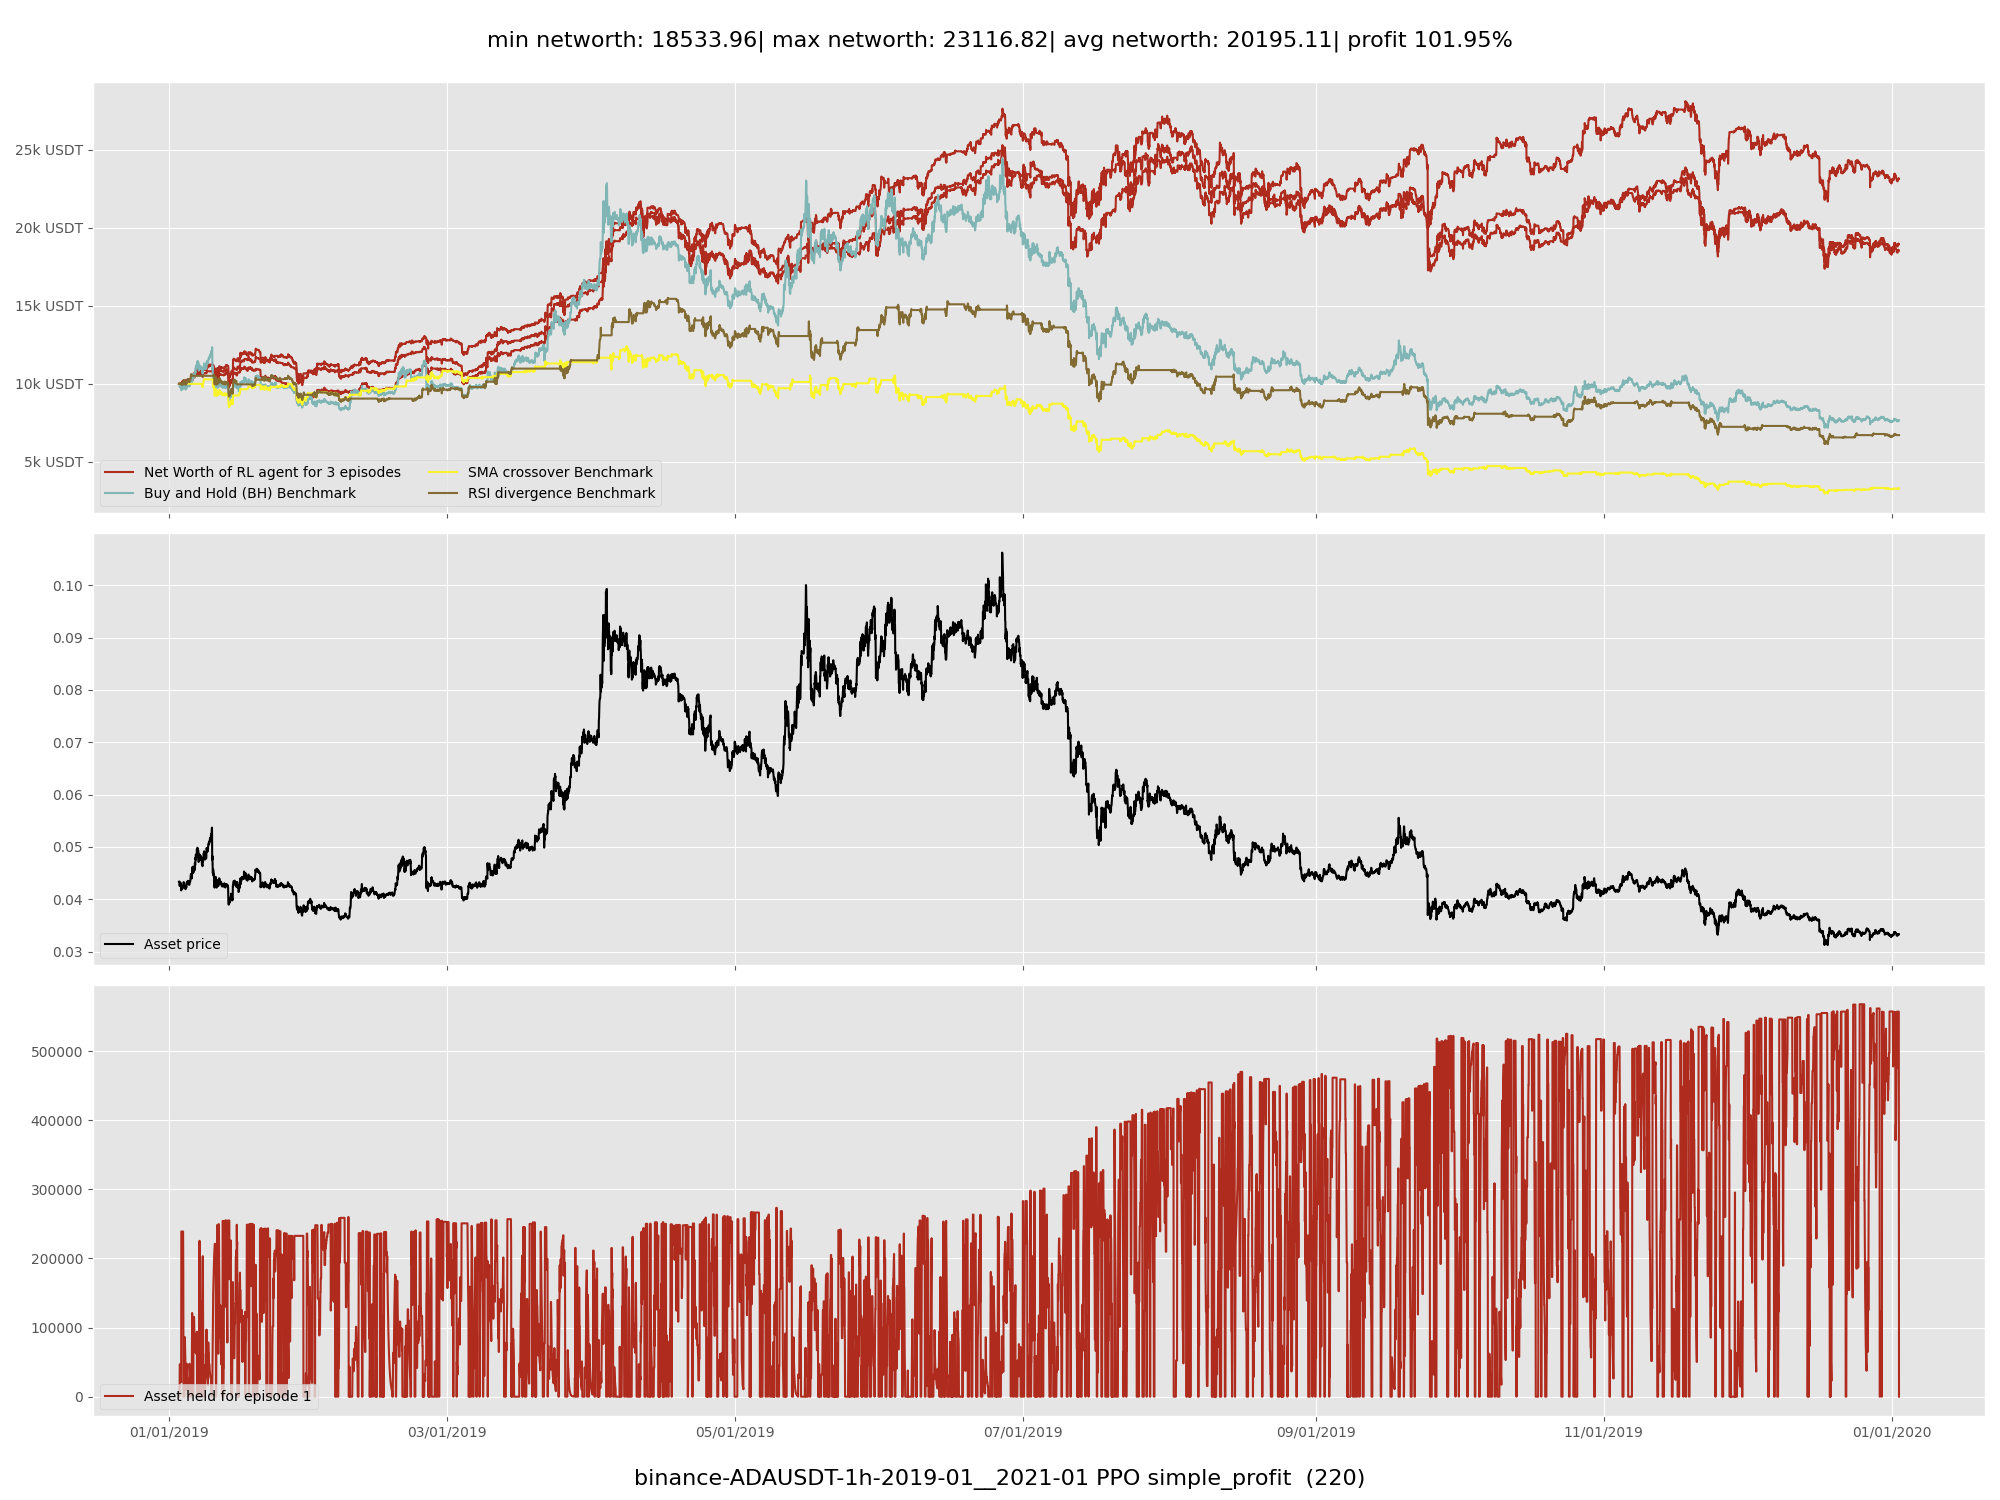 min networth: 18533.96| max networth: 23116.82| avg networth: 20195.11| profit 101.95%
25k USDT
20k USDT
15k USDT
10k USDT
5k USDT
Net Worth of RL agent for 3 episodes
Buy and Hold (BH) Benchmark
SMA crossover Benchmark
RSI divergence Benchmark
0.10
0.09
0.08
0.07
0.06
0.05
0.04
0.03
Asset price
500000
400000
300000
200000
100000
0
Asset held for episode 1
01/01/2019 03/01/2019 05/01/2019 07/01/2019 09/01/2019 11/01/2019 01/01/2020
binance-ADAUSDT-1h-2019-01__2021-01 PPO simple_profit (220)